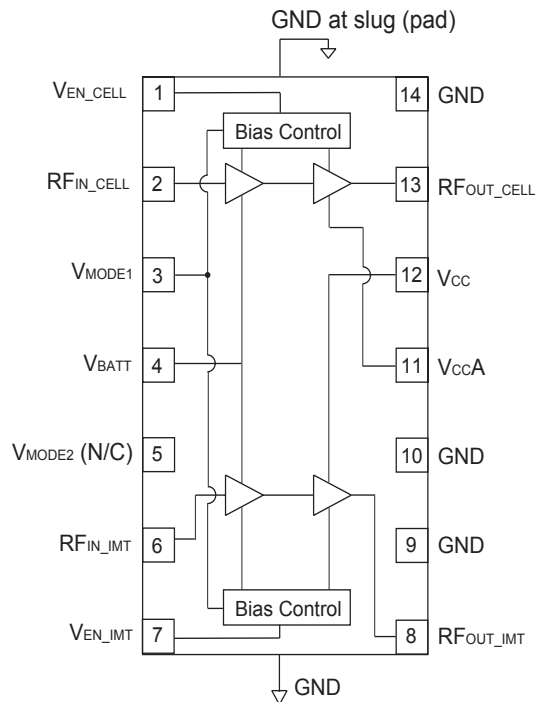 GND at slug (pad)
VEN_CELL 1
14 GND
Bias Control
RFIN_CELL 2
13 RFOUT_CELL
VMODE1 3
12 VCC
VBATT 4
11 VCCA
VMODE2 (N/C) 5
10 GND
RFIN_IMT 6
9 GND
Bias Control
VEN_IMT 7
8 RFOUT_IMT
GND